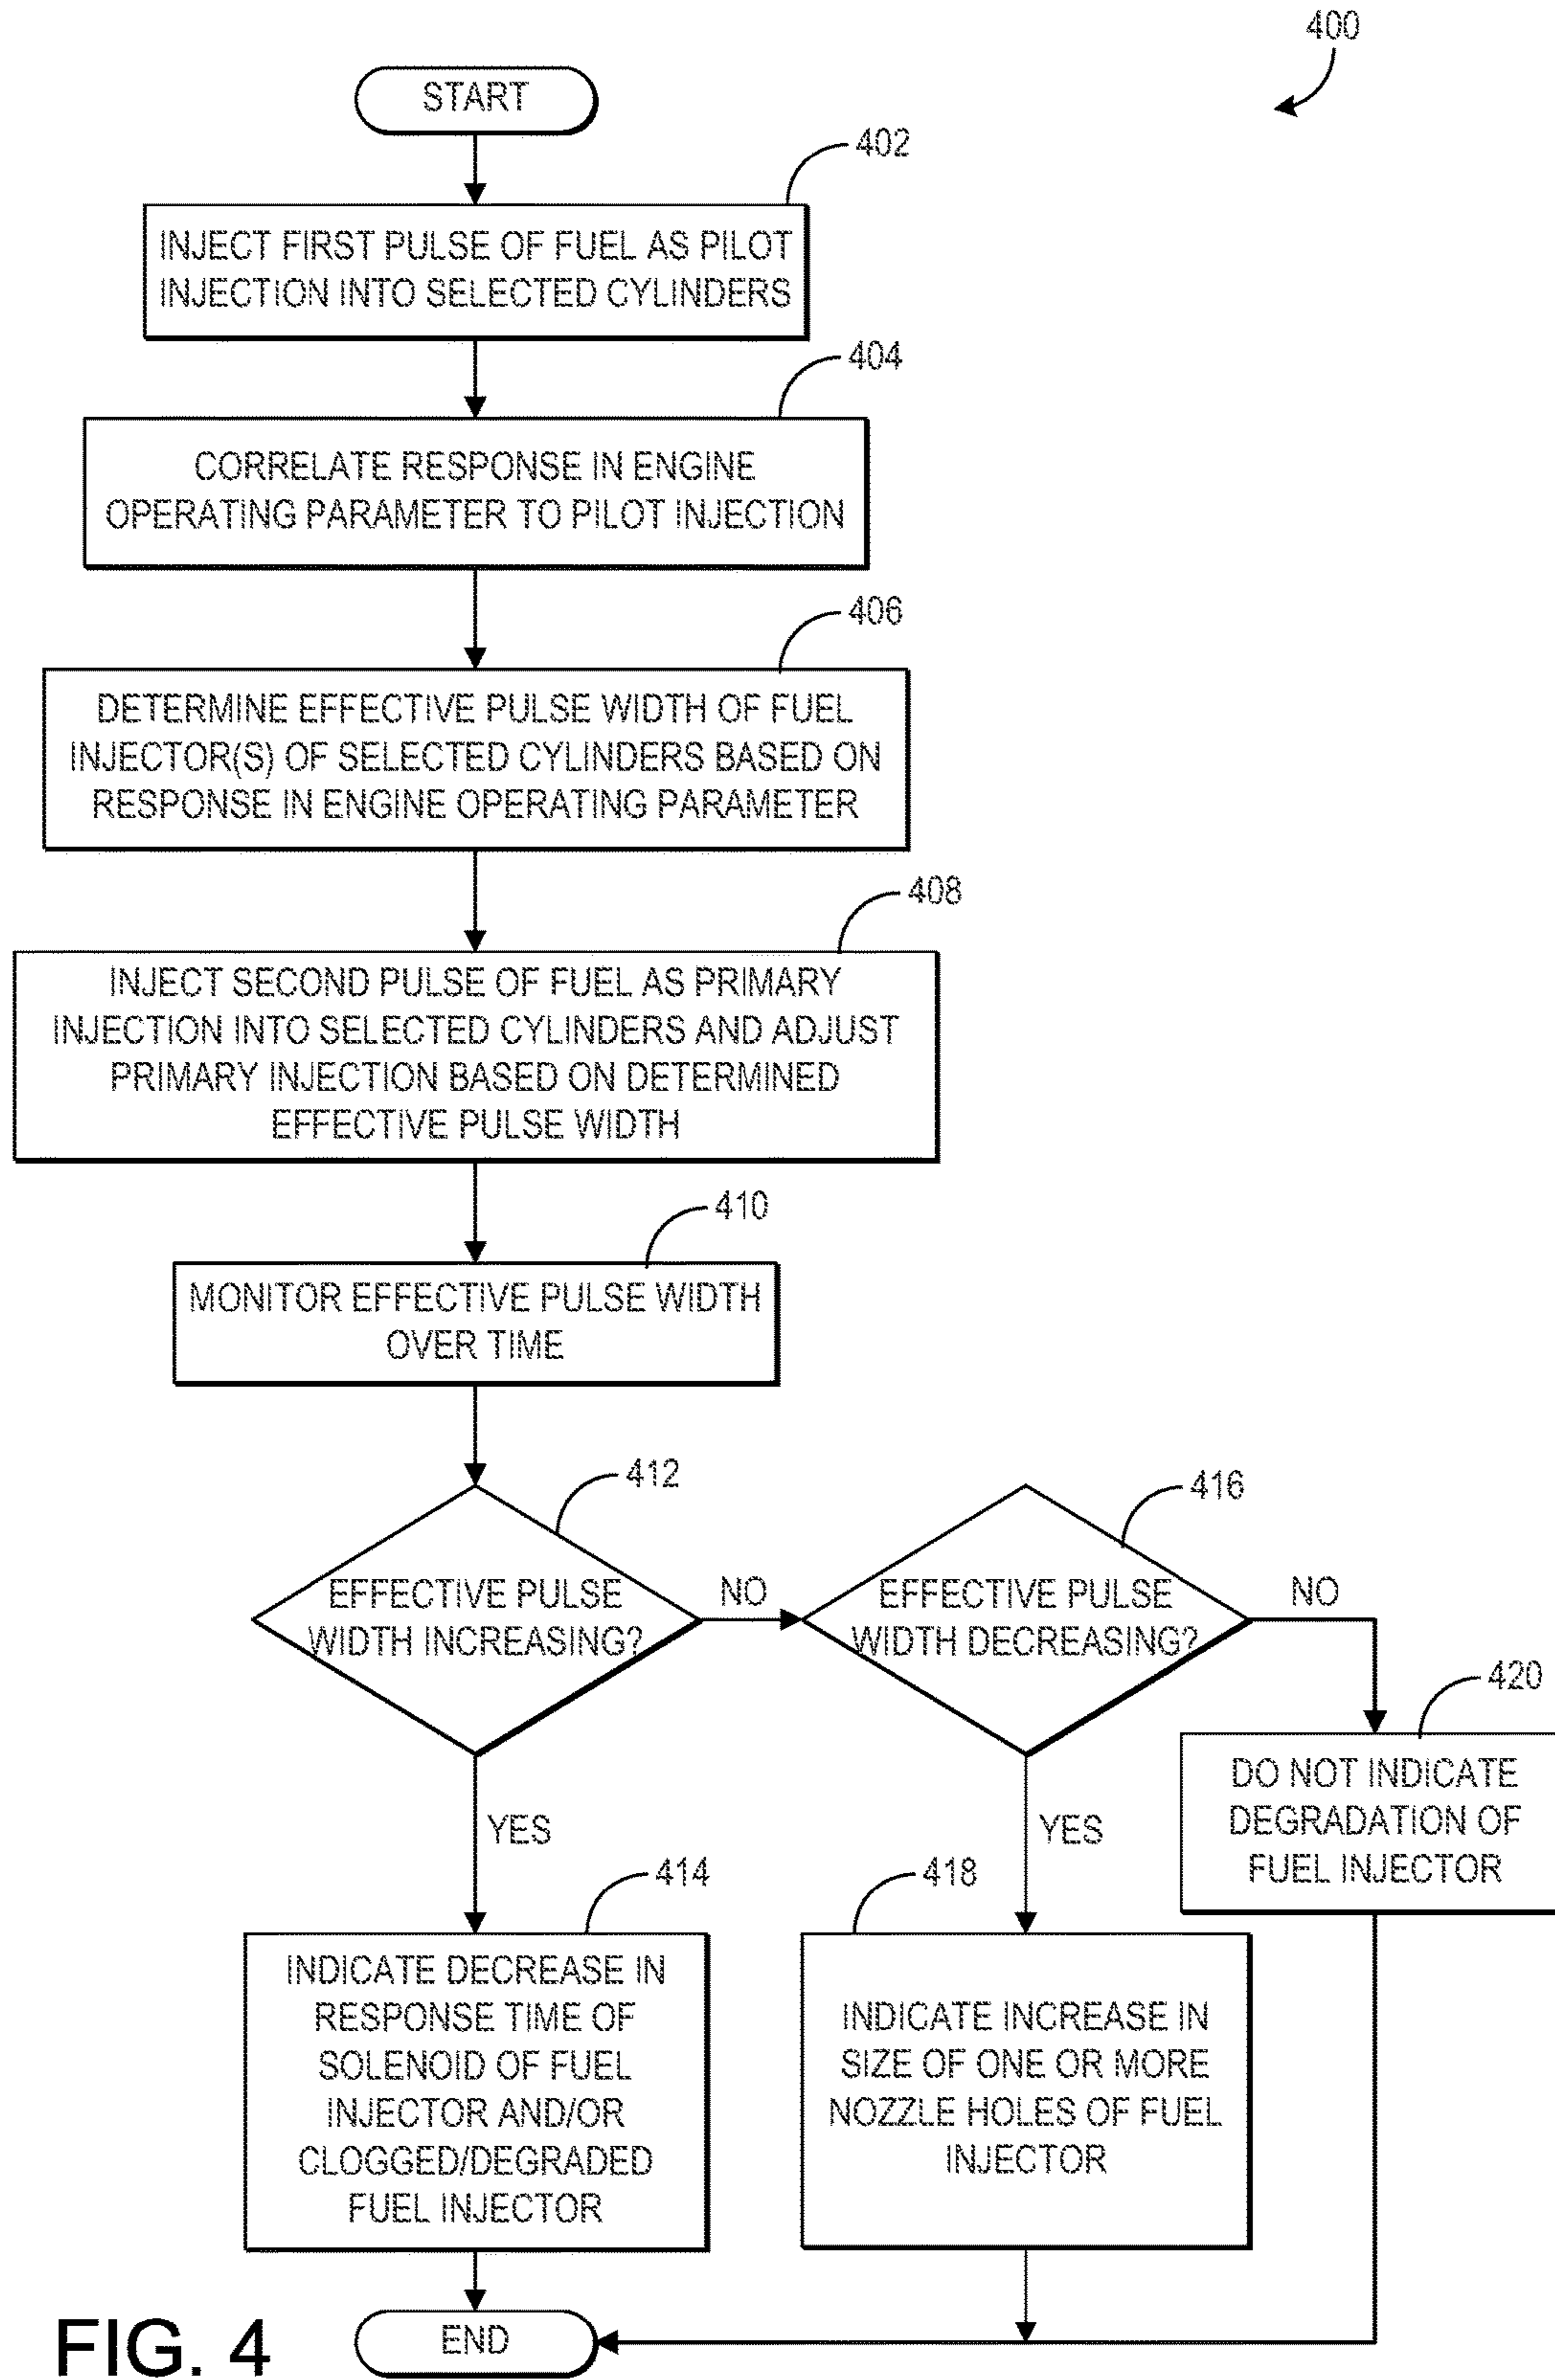 400
START
402
INJECT FIRST PULSE OF FUEL AS PILOT
INJECTION INTO SELECTED CYLINDERS
404
CORRELATE RESPONSE IN ENGINE
OPERATING PARAMETER TO PILOT INJECTION
406
DETERMINE EFFECTIVE PULSE WIDTH OF FUEL
INJECTOR(S) OF SELECTED CYLINDERS BASED ON
RESPONSE IN ENGINE OPERATING PARAMETER
408
INJECT SECOND PULSE OF FUEL AS PRIMARY
INJECTION INTO SELECTED CYLINDERS AND ADJUST
PRIMARY INJECTION BASED ON DETERMINED
EFFECTIVE PULSE WIDTH
410
MONITOR EFFECTIVE PULSE WIDTH
OVER TIME
412
EFFECTIVE PULSE
WIDTH INCREASING?
NO
416
EFFECTIVE PULSE
WIDTH DECREASING?
NO
420
DO NOT INDICATE
DEGRADATION OF
FUEL INJECTOR
YES
414
INDICATE DECREASE IN
RESPONSE TIME OF
SOLENOID OF FUEL
INJECTOR AND/OR
CLOGGED/DEGRADED
FUEL INJECTOR
YES
418
INDICATE INCREASE IN
SIZE OF ONE OR MORE
NOZZLE HOLES OF FUEL
INJECTOR
END
FIG. 4